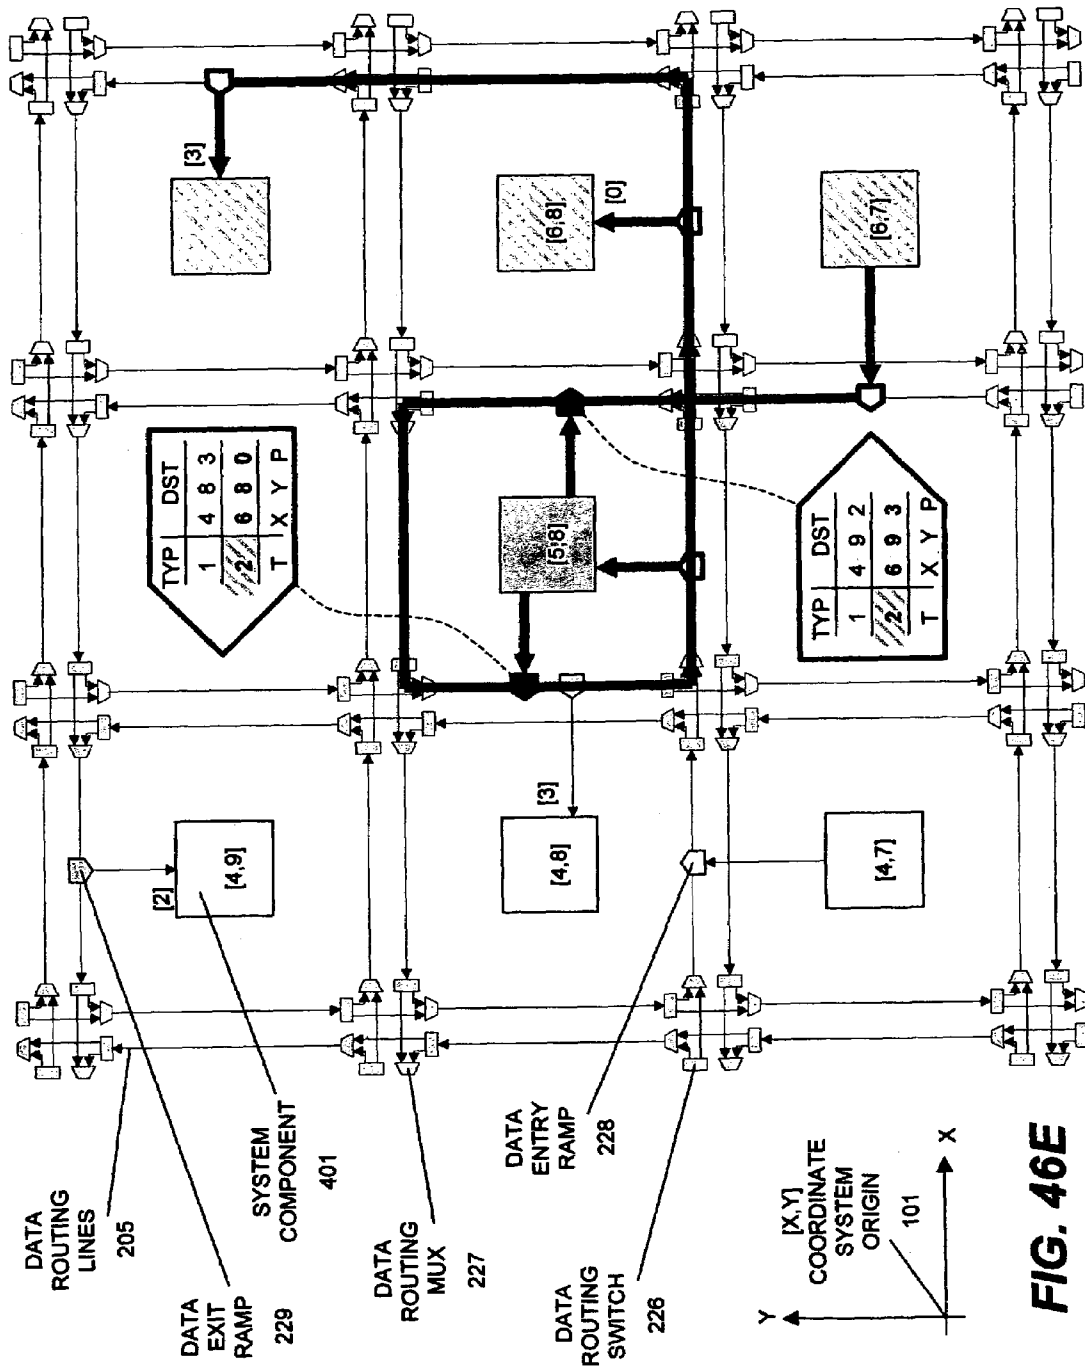 DATA
ROUTING
LINES
205
DATA
EXIT
RAMP
229
SYSTEM
COMPONENT
401
DATA
ROUTING
MUX
227
DATA
ENTRY
RAMP
228
DATA
ROUTING
SWITCH
226
[X,Y]
COORDINATE
SYSTEM
ORIGIN
101
Y
X
FIG. 46E
[2]
[4,9]
[4,8]
[3]
[4,7]
TYP DST
1 4 8 3
2 6 8 0
T X Y P
[5,8]
TYP DST
1 4 9 2
2 6 9 3
T X Y P
[3]
[6,8]
[0]
[6,7]